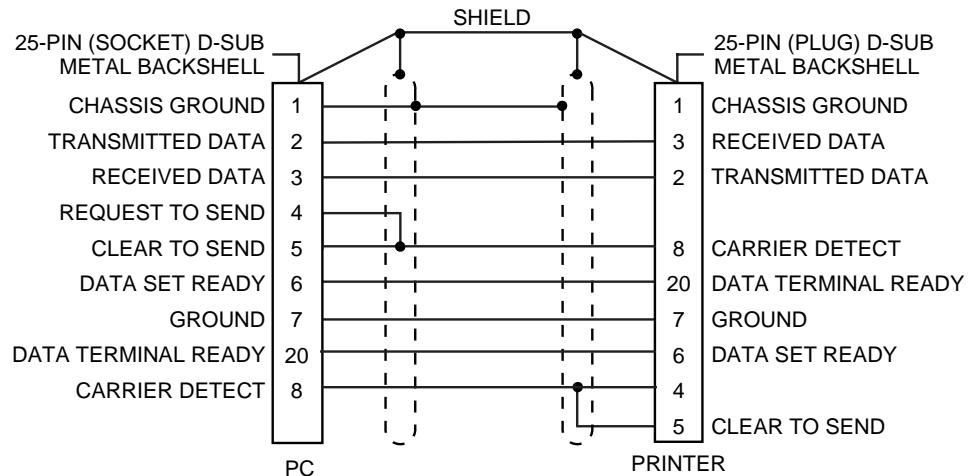 SHIELD
25-PIN (SOCKET) D-SUB
METAL BACKSHELL
25-PIN (PLUG) D-SUB
METAL BACKSHELL
CHASSIS GROUND 1 1 CHASSIS GROUND
TRANSMITTED DATA 2 3 RECEIVED DATA
RECEIVED DATA 3 2 TRANSMITTED DATA
REQUEST TO SEND 4
CLEAR TO SEND 5 8 CARRIER DETECT
DATA SET READY 6 20 DATA TERMINAL READY
GROUND 7 7 GROUND
DATA TERMINAL READY 20 6 DATA SET READY
CARRIER DETECT 8 4
5 CLEAR TO SEND
PC PRINTER